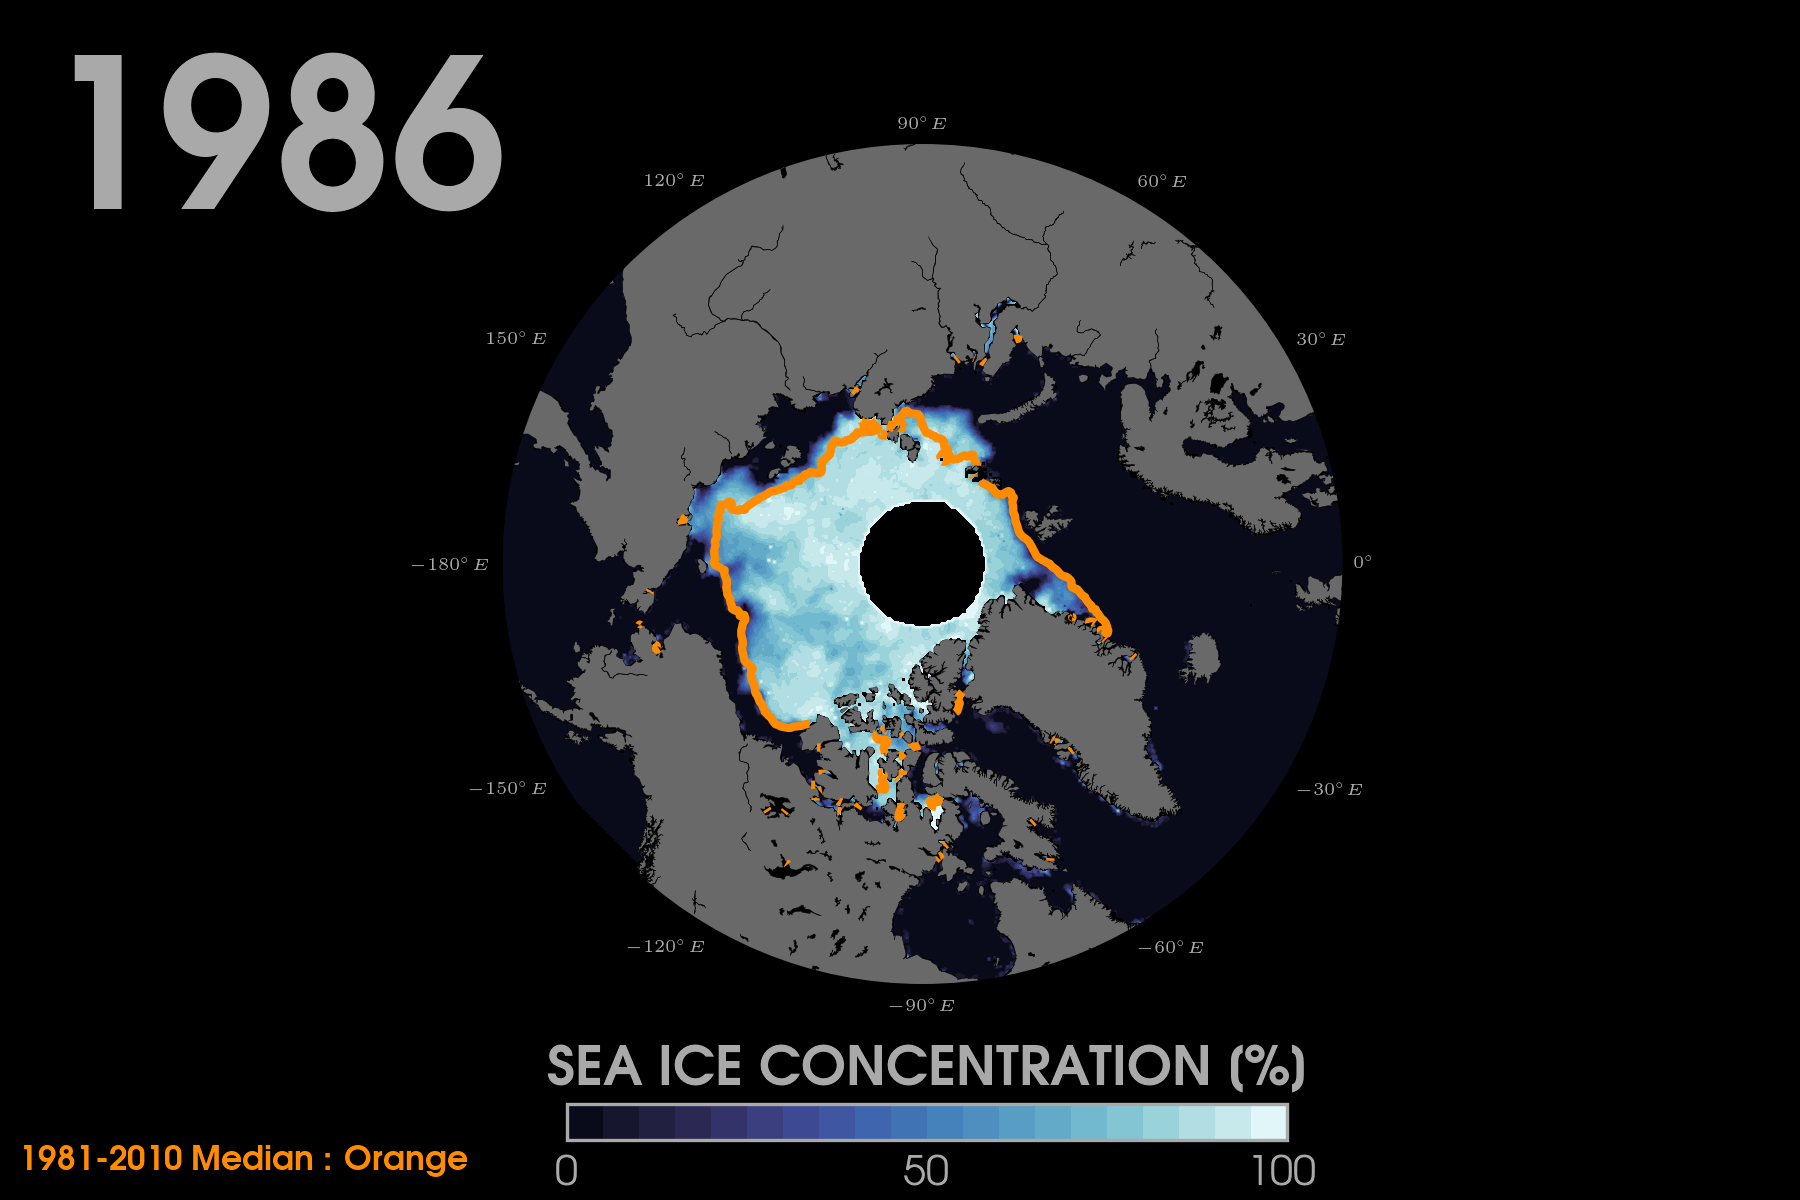 1986
90° E
120° E
60° E
150° E
30° E
−180° E
0°
−150° E
−30° E
−120° E
−60° E
−90° E
SEA ICE CONCENTRATION (%)
0 50 100
1981-2010 Median : Orange